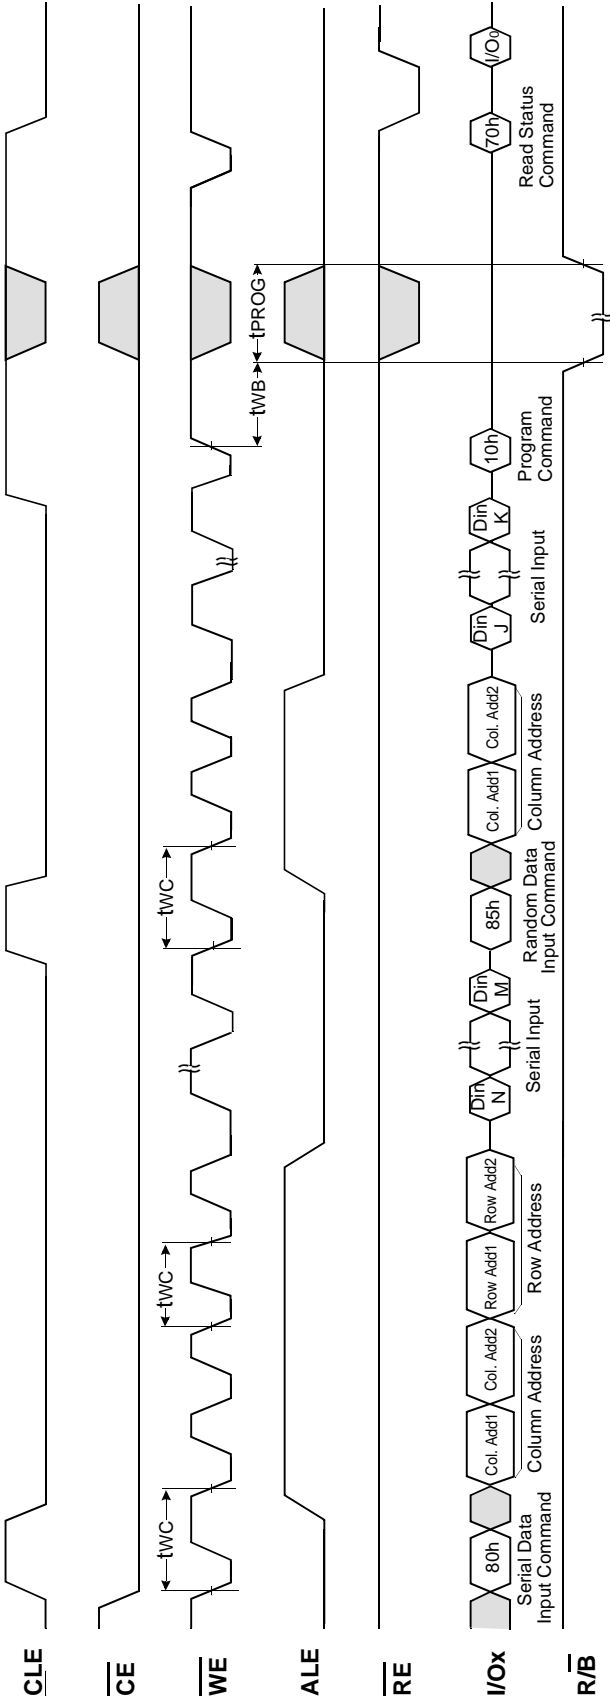 CLE
CE
WE
tWC
tWC
tWC
tWB
tPROG
ALE
RE
I/Ox
80h
Col. Add1
Col. Add2
Row Add1
Row Add2
Din
N
Din
M
85h
Col. Add1
Col. Add2
Din
J
Din
K
10h
70h
I/O0
Serial Data
Input Command
Column Address
Row Address
Serial Input
Random Data
Input Command
Column Address
Serial Input
Program
Command
Read Status
Command
R/B